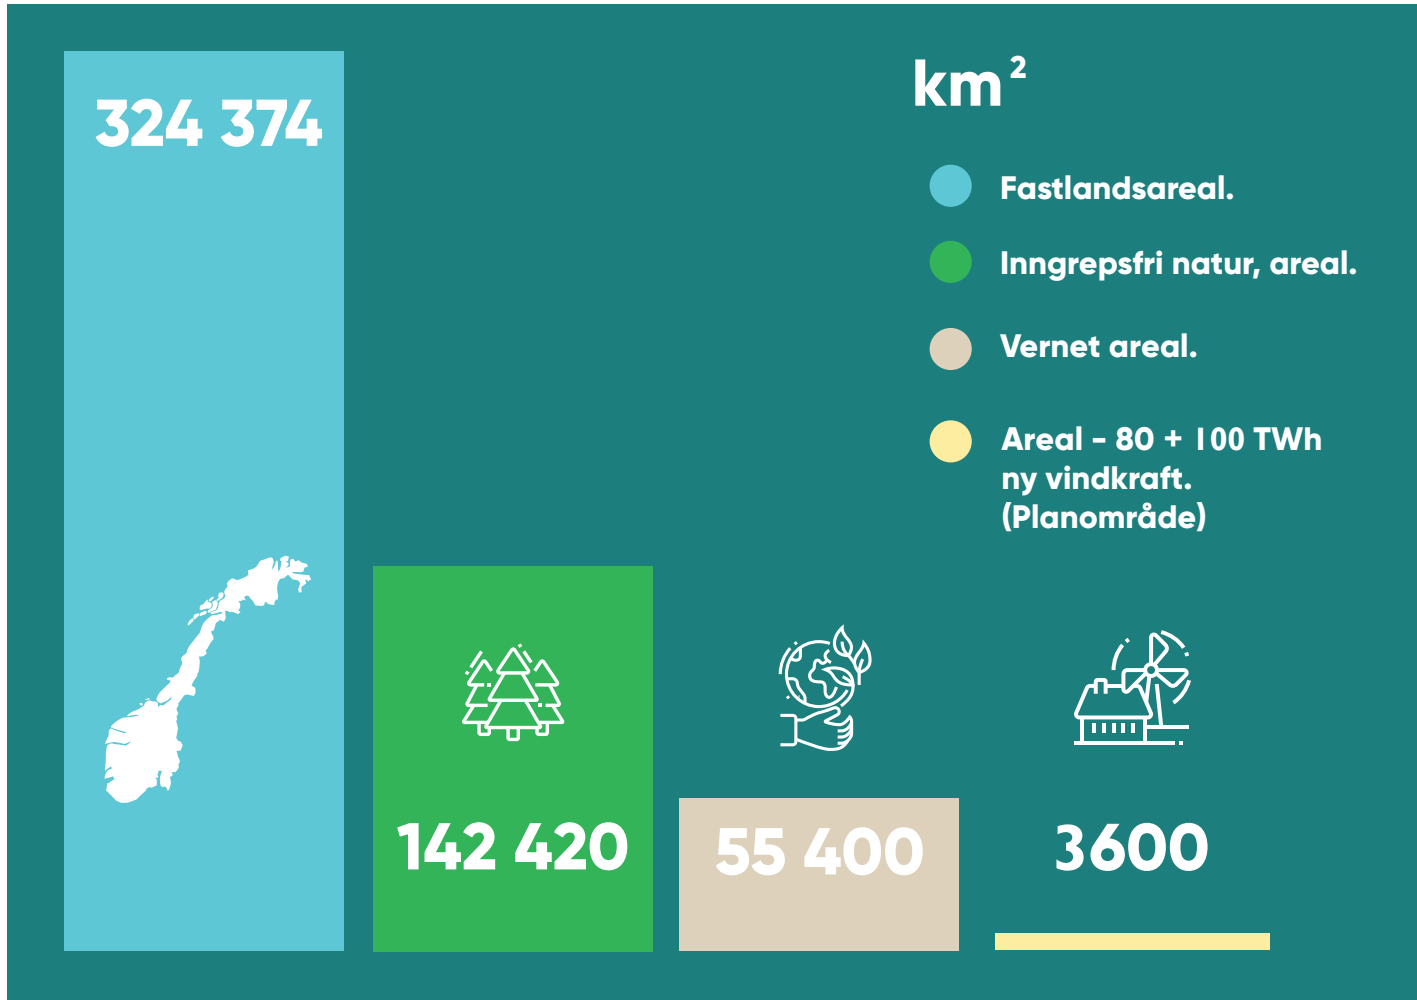 324 374
km²
Fastlandsareal.
Inngrepsfri natur, areal.
Vernet areal.
Areal - 80 + 100 TWh
ny vindkraft.
(Planområde)
142 420
55 400
3600